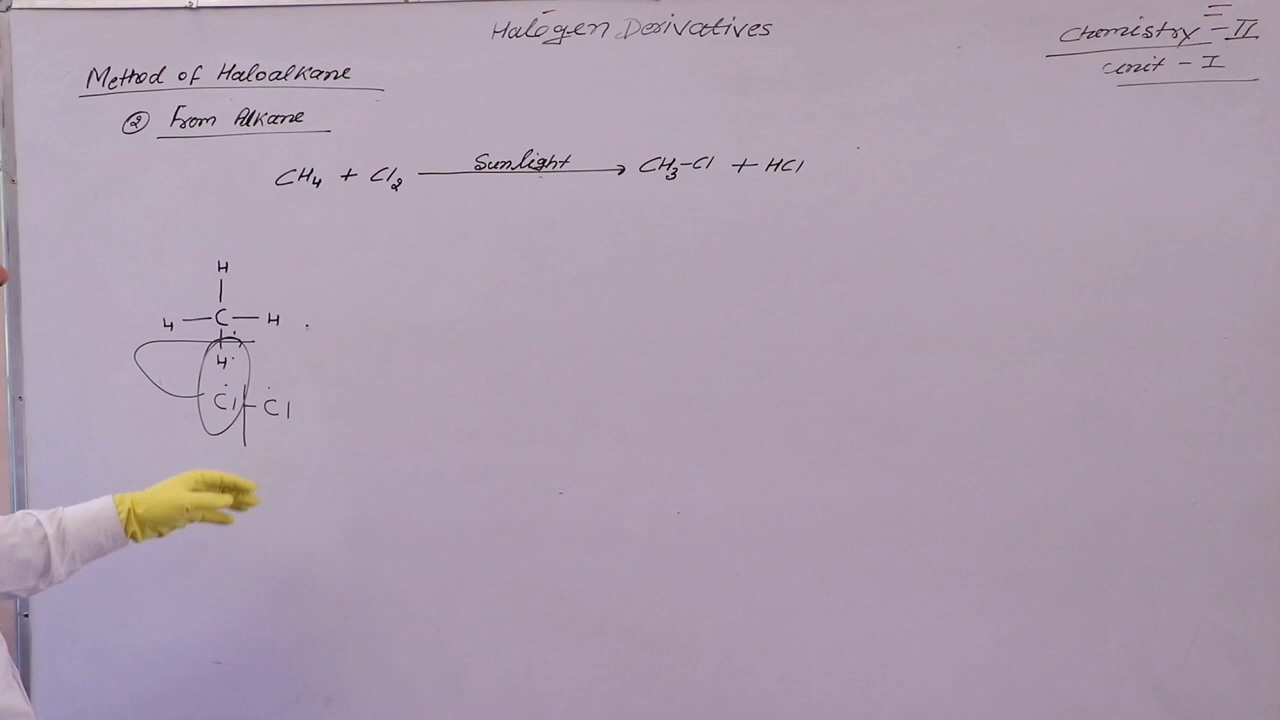 Halogen Derivatives
Chemistry - II
Unit - I
Method of Haloalkane
② From Alkane
CH₄ + Cl₂ Sunlight → CH₃-Cl + HCl
H
H — C — H
H
Cl - Cl